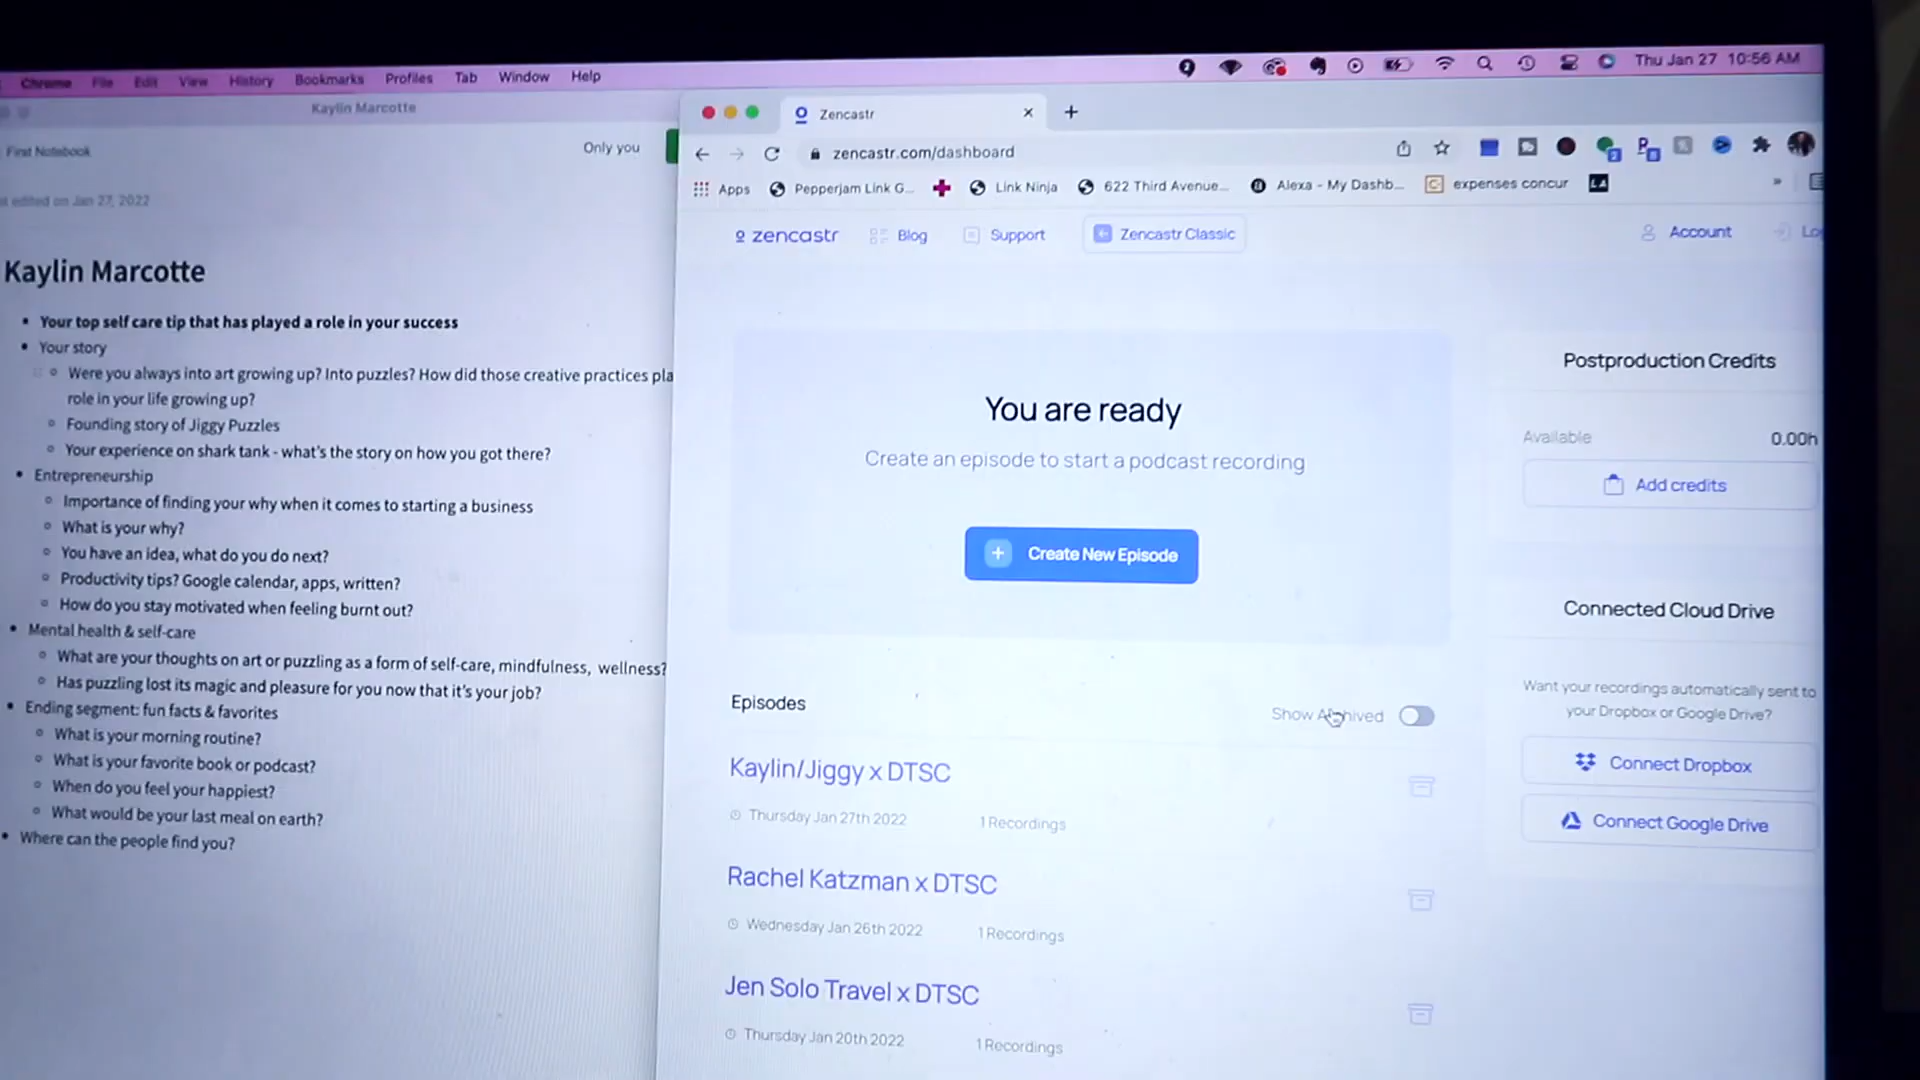 Chrome File Edit View History Bookmarks Profiles Tab Window Help
Thu Jan 27 10:56 AM
Kaylin Marcotte
First Notebook
Only you
edited on Jan 27, 2022
Kaylin Marcotte
Your top self care tip that has played a role in your success
Your story
Were you always into art growing up? Into puzzles? How did those creative practices pla
role in your life growing up?
Founding story of Jiggy Puzzles
Your experience on shark tank - what's the story on how you got there?
Entrepreneurship
Importance of finding your why when it comes to starting a business
What is your why?
You have an idea, what do you do next?
Productivity tips? Google calendar, apps, written?
How do you stay motivated when feeling burnt out?
Mental health & self-care
What are your thoughts on art or puzzling as a form of self-care, mindfulness, wellness?
Has puzzling lost its magic and pleasure for you now that it's your job?
Ending segment: fun facts & favorites
What is your morning routine?
What is your favorite book or podcast?
When do you feel your happiest?
What would be your last meal on earth?
Where can the people find you?
Zencastr
zencastr.com/dashboard
Apps Pepperjam Link G... Link Ninja 622 Third Avenue... Alexa - My Dashb... expenses concur LA
zencastr Blog Support Zencastr Classic Account Lo
You are ready
Create an episode to start a podcast recording
Create New Episode
Postproduction Credits
Available 0.00h
Add credits
Connected Cloud Drive
Want your recordings automatically sent to
your Dropbox or Google Drive?
Connect Dropbox
Connect Google Drive
Episodes
Show Archived
Kaylin/Jiggy x DTSC
Thursday Jan 27th 2022 1 Recordings
Rachel Katzman x DTSC
Wednesday Jan 26th 2022 1 Recordings
Jen Solo Travel x DTSC
Thursday Jan 20th 2022 1 Recordings